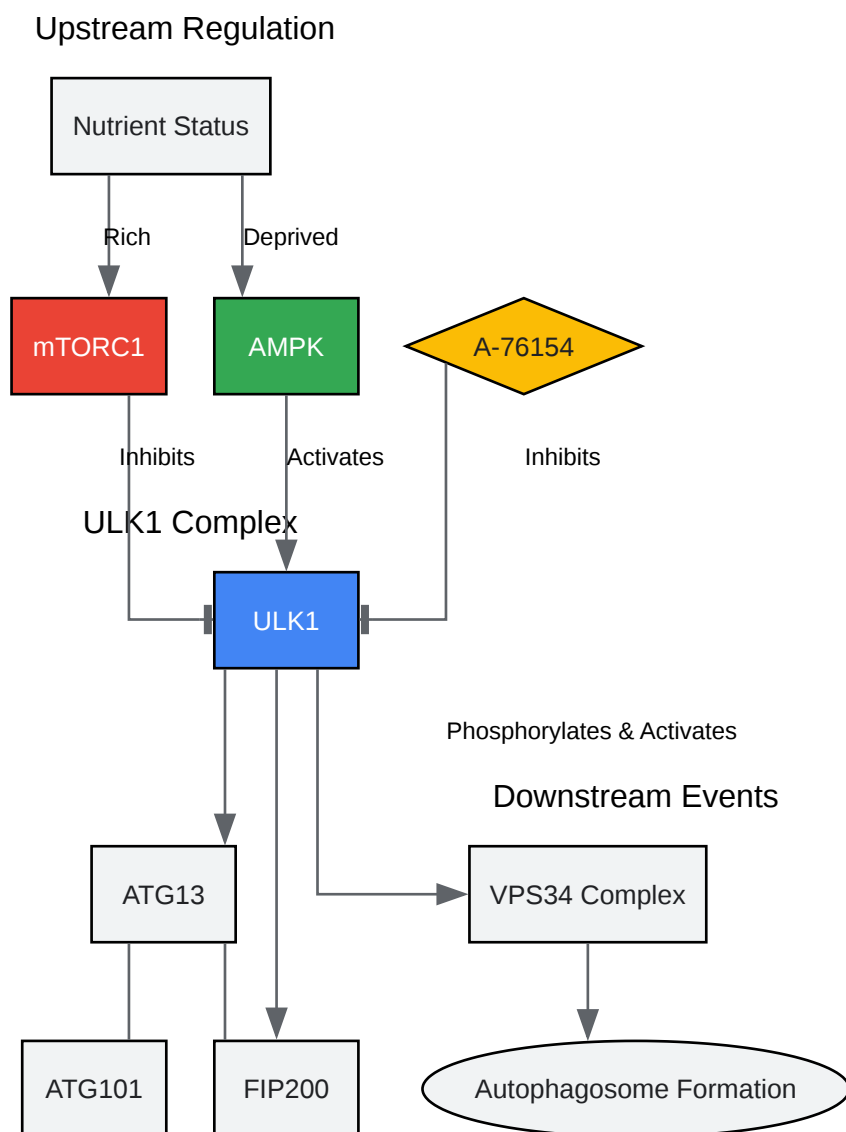 Upstream Regulation
Nutrient Status
Rich
Deprived
mTORC1
AMPK
A-76154
Inhibits
Activates
Inhibits
ULK1 Complex
ULK1
Phosphorylates & Activates
Downstream Events
ATG13
VPS34 Complex
ATG101
FIP200
Autophagosome Formation